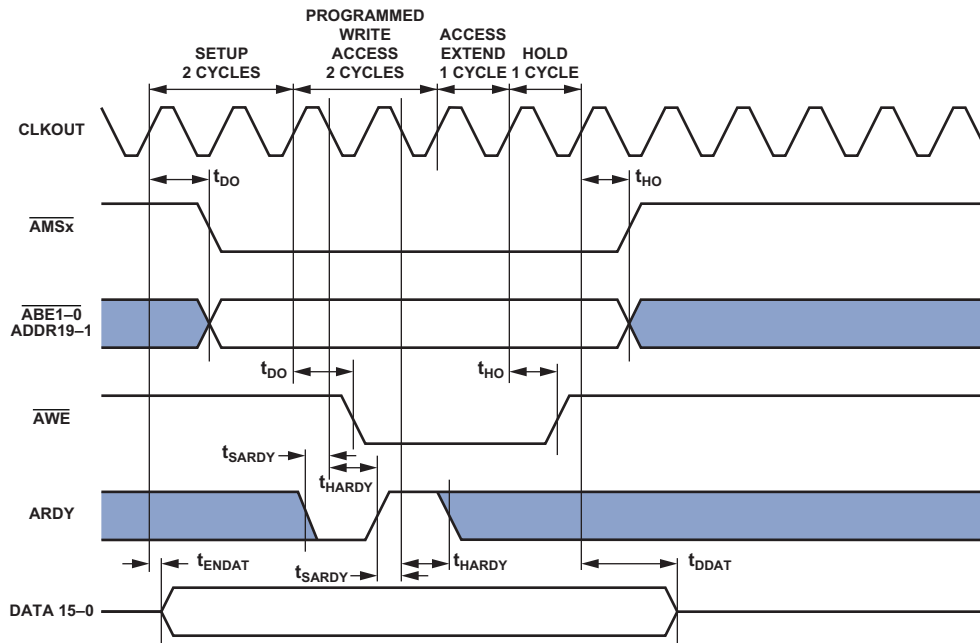 PROGRAMMED
WRITE
ACCESS
2 CYCLES
SETUP
2 CYCLES
ACCESS
EXTEND
1 CYCLE
HOLD
1 CYCLE
CLKOUT
tDO
tHO
AMSx
ABE1–0
ADDR19–1
tDO
tHO
AWE
tSARDY
tHARDY
ARDY
tENDAT
tSARDY
tHARDY
tDDAT
DATA 15–0